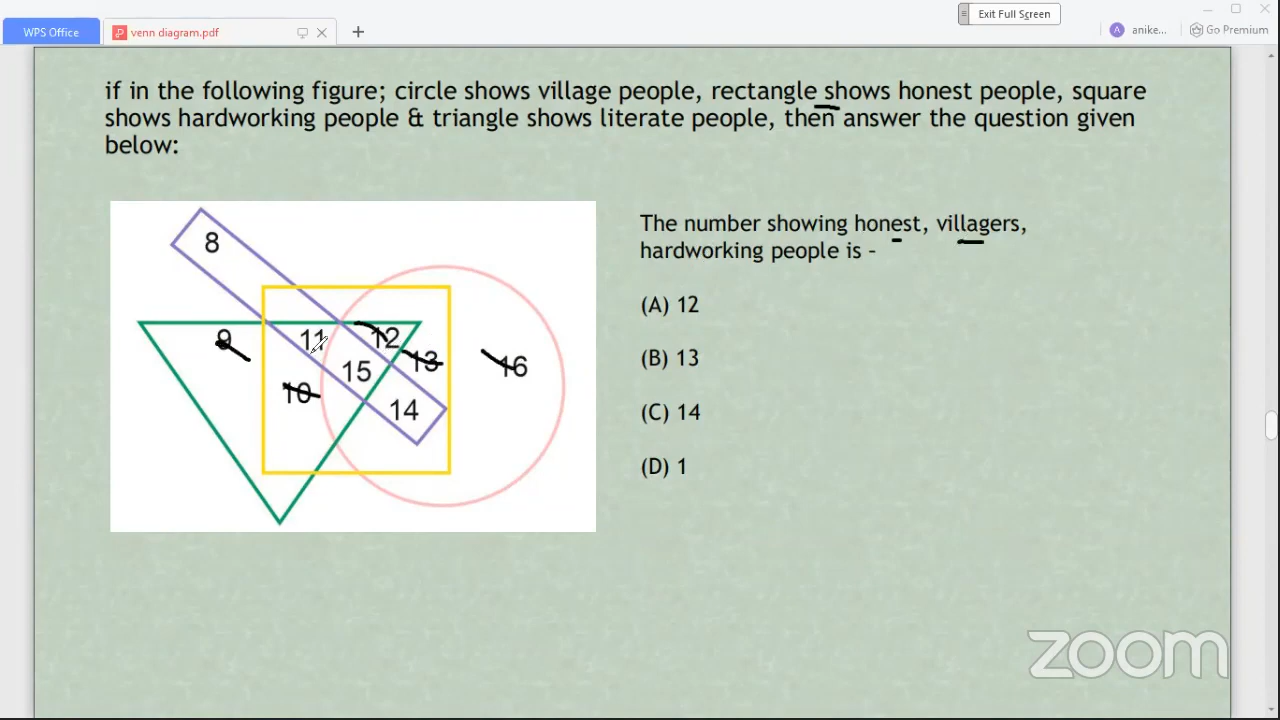 Exit Full Screen
WPS Office
venn diagram.pdf
anike...
Go Premium
if in the following figure; circle shows village people, rectangle shows honest people, square
shows hardworking people & triangle shows literate people, then answer the question given
below:
8
9
11
12
13
16
15
10
14
The number showing honest, villagers,
hardworking people is -
(A) 12
(B) 13
(C) 14
(D) 1
zoom